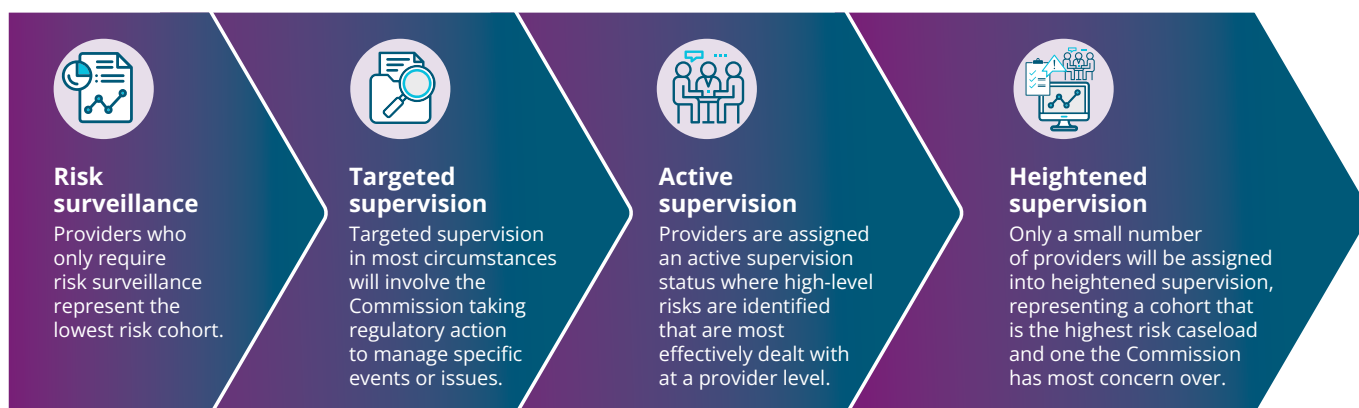 Risk
surveillance
Providers who
only require
risk surveillance
represent the
lowest risk cohort.
Targeted
supervision
Targeted supervision
in most circumstances
will involve the
Commission taking
regulatory action
to manage specific
events or issues.
Active
supervision
Providers are assigned
an active supervision
status where high-level
risks are identified
that are most
effectively dealt with
at a provider level.
Heightened
supervision
Only a small number
of providers will be assigned
into heightened supervision,
representing a cohort that
is the highest risk caseload
and one the Commission
has most concern over.